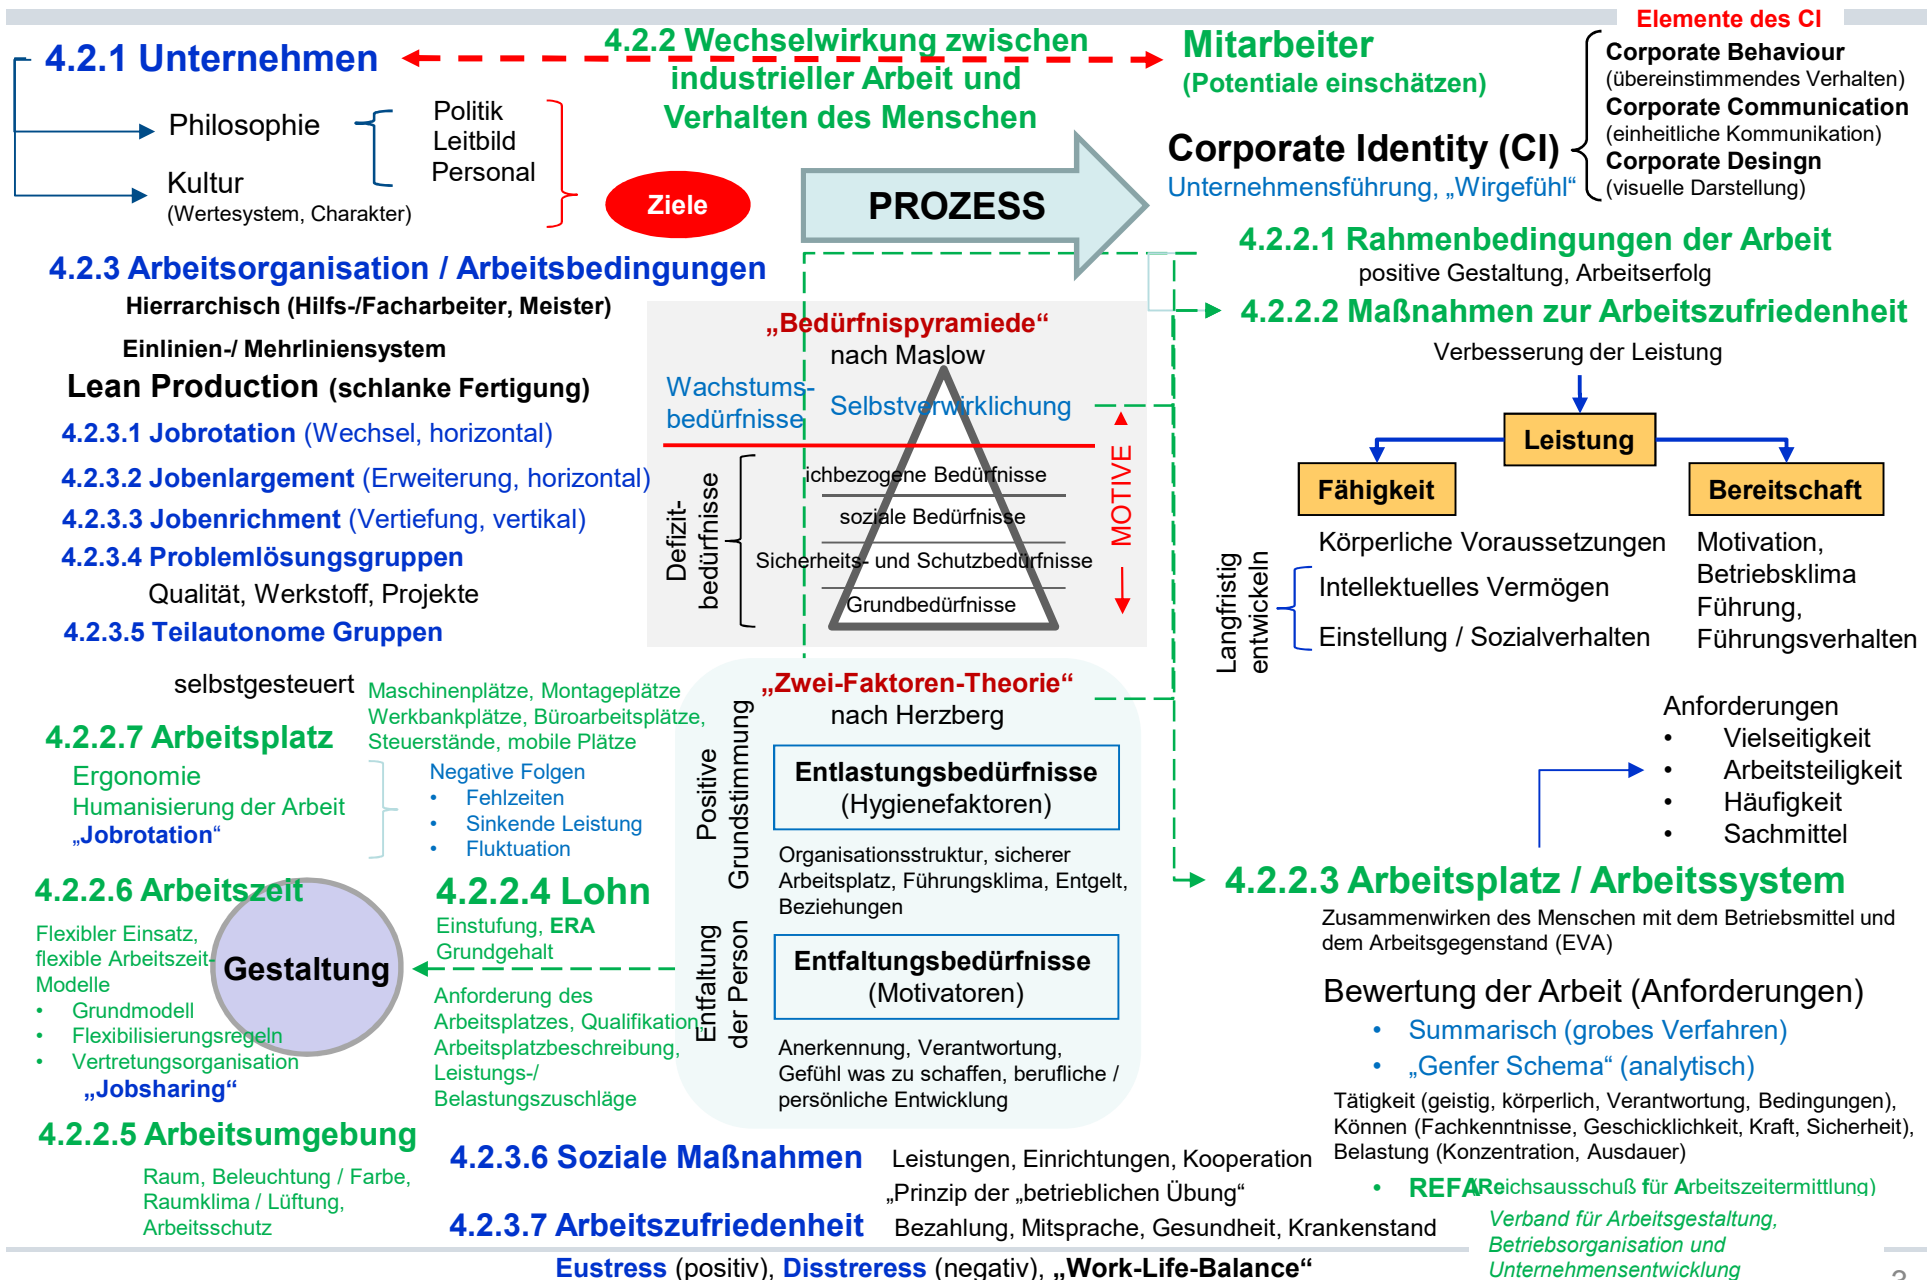 Elemente des CI
4.2.1 Unternehmen
4.2.2 Wechselwirkung zwischen
industrieller Arbeit und
Verhalten des Menschen
Mitarbeiter
(Potentiale einschätzen)
Corporate Behaviour
(übereinstimmendes Verhalten)
Corporate Communication
(einheitliche Kommunikation)
Corporate Desingn
(visuelle Darstellung)
Philosophie
Politik
Leitbild
Personal
Kultur
(Wertesystem, Charakter)
Ziele
PROZESS
Corporate Identity (CI)
Unternehmensführung, „Wirgefühl“
4.2.3 Arbeitsorganisation / Arbeitsbedingungen
Hierrarchisch (Hilfs-/Facharbeiter, Meister)
Einlinien-/ Mehrliniensystem
Lean Production (schlanke Fertigung)
4.2.3.1 Jobrotation (Wechsel, horizontal)
4.2.3.2 Jobenlargement (Erweiterung, horizontal)
4.2.3.3 Jobenrichment (Vertiefung, vertikal)
4.2.3.4 Problemlösungsgruppen
Qualität, Werkstoff, Projekte
4.2.3.5 Teilautonome Gruppen
selbstgesteuert
„Bedürfnispyramiede“
nach Maslow
Wachstums-
bedürfnisse
Selbstverwirklichung
Defizit-
bedürfnisse
ichbezogene Bedürfnisse
soziale Bedürfnisse
Sicherheits- und Schutzbedürfnisse
Grundbedürfnisse
MOTIVE
4.2.2.1 Rahmenbedingungen der Arbeit
positive Gestaltung, Arbeitserfolg
4.2.2.2 Maßnahmen zur Arbeitszufriedenheit
Verbesserung der Leistung
Leistung
Fähigkeit
Bereitschaft
Langfristig
entwickeln
Körperliche Voraussetzungen
Intellektuelles Vermögen
Einstellung / Sozialverhalten
Motivation,
Betriebsklima
Führung,
Führungsverhalten
Maschinenplätze, Montageplätze
Werkbankplätze, Büroarbeitsplätze,
Steuerstände, mobile Plätze
4.2.2.7 Arbeitsplatz
Ergonomie
Humanisierung der Arbeit
„Jobrotation“
Negative Folgen
• Fehlzeiten
• Sinkende Leistung
• Fluktuation
„Zwei-Faktoren-Theorie“
nach Herzberg
Positive
Grundstimmung
Entlastungsbedürfnisse
(Hygienefaktoren)
Organisationsstruktur, sicherer
Arbeitsplatz, Führungsklima, Entgelt,
Beziehungen
Entfaltung
der Person
Entfaltungsbedürfnisse
(Motivatoren)
Anerkennung, Verantwortung,
Gefühl was zu schaffen, berufliche /
persönliche Entwicklung
Anforderungen
• Vielseitigkeit
• Arbeitsteiligkeit
• Häufigkeit
• Sachmittel
4.2.2.3 Arbeitsplatz / Arbeitssystem
Zusammenwirken des Menschen mit dem Betriebsmittel und
dem Arbeitsgegenstand (EVA)
Bewertung der Arbeit (Anforderungen)
• Summarisch (grobes Verfahren)
• „Genfer Schema“ (analytisch)
Tätigkeit (geistig, körperlich, Verantwortung, Bedingungen),
Können (Fachkenntnisse, Geschicklichkeit, Kraft, Sicherheit),
Belastung (Konzentration, Ausdauer)
• REFA (Reichsausschuß für Arbeitszeitermittlung)
Verband für Arbeitsgestaltung,
Betriebsorganisation und
Unternehmensentwicklung
4.2.2.6 Arbeitszeit
Flexibler Einsatz,
flexible Arbeitszeit-
Modelle
• Grundmodell
• Flexibilisierungsregeln
• Vertretungsorganisation
„Jobsharing“
Gestaltung
4.2.2.4 Lohn
Einstufung, ERA
Grundgehalt
Anforderung des
Arbeitsplatzes, Qualifikation,
Arbeitsplatzbeschreibung,
Leistungs-/
Belastungszuschläge
4.2.2.5 Arbeitsumgebung
Raum, Beleuchtung / Farbe,
Raumklima / Lüftung,
Arbeitsschutz
4.2.3.6 Soziale Maßnahmen Leistungen, Einrichtungen, Kooperation
„Prinzip der „betrieblichen Übung“
4.2.3.7 Arbeitszufriedenheit Bezahlung, Mitsprache, Gesundheit, Krankenstand
Eustress (positiv), Disstreress (negativ), „Work-Life-Balance“